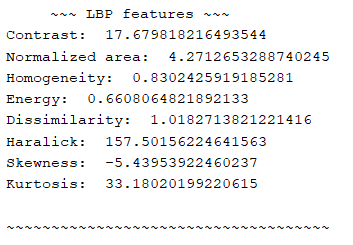 ~~~ LBP features ~~~
Contrast: 17.679818216493544
Normalized area: 4.2712653288740245
Homogeneity: 0.8302425919185281
Energy: 0.6608064821892133
Dissimilarity: 1.0182713821221416
Haralick: 157.50156224641563
Skewness: -5.43953922460237
Kurtosis: 33.18020199220615
~~~~~~~~~~~~~~~~~~~~~~~~~~~~~~~~~~~~